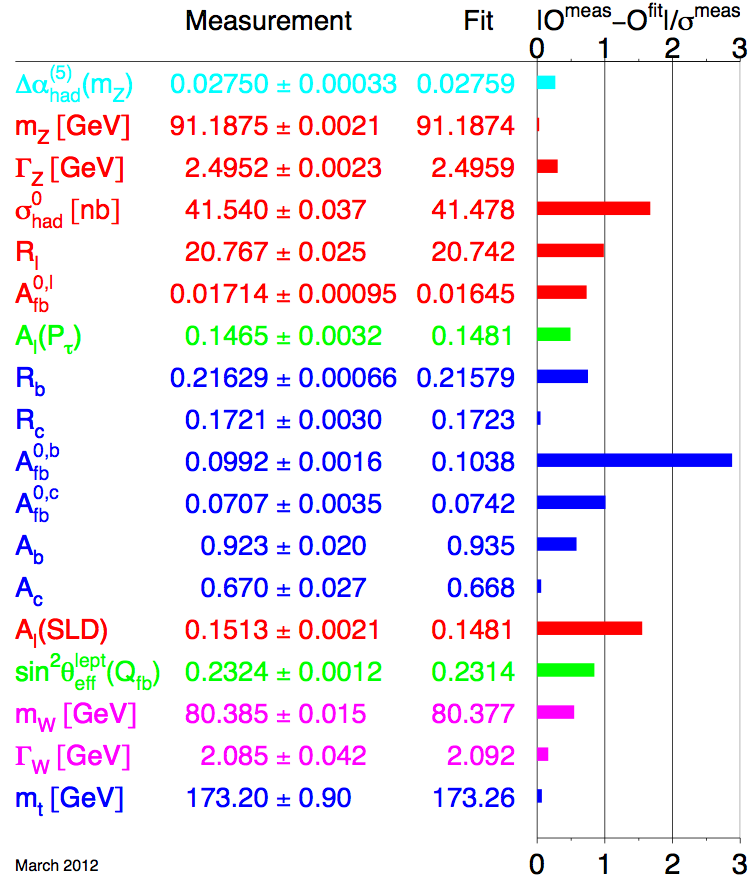 Measurement Fit |Oᵐᵉᵃˢ–Oᶠⁱᵗ|/σᵐᵉᵃˢ
0 1 2 3
Δα_had^(5)(m_Z) 0.02750 ± 0.00033 0.02759
m_Z [GeV] 91.1875 ± 0.0021 91.1874
Γ_Z [GeV] 2.4952 ± 0.0023 2.4959
σ_had^0 [nb] 41.540 ± 0.037 41.478
R_l 20.767 ± 0.025 20.742
A_fb^0,l 0.01714 ± 0.00095 0.01645
A_l(P_τ) 0.1465 ± 0.0032 0.1481
R_b 0.21629 ± 0.00066 0.21579
R_c 0.1721 ± 0.0030 0.1723
A_fb^0,b 0.0992 ± 0.0016 0.1038
A_fb^0,c 0.0707 ± 0.0035 0.0742
A_b 0.923 ± 0.020 0.935
A_c 0.670 ± 0.027 0.668
A_l(SLD) 0.1513 ± 0.0021 0.1481
sin²θ_eff^lept(Q_fb) 0.2324 ± 0.0012 0.2314
m_W [GeV] 80.385 ± 0.015 80.377
Γ_W [GeV] 2.085 ± 0.042 2.092
m_t [GeV] 173.20 ± 0.90 173.26
0 1 2 3
March 2012